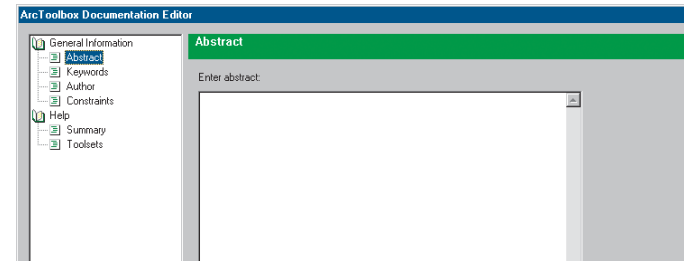 ArcToolbox Documentation Editor
General Information
Abstract
Keywords
Author
Constraints
Help
Summary
Toolsets
Abstract
Enter abstract: